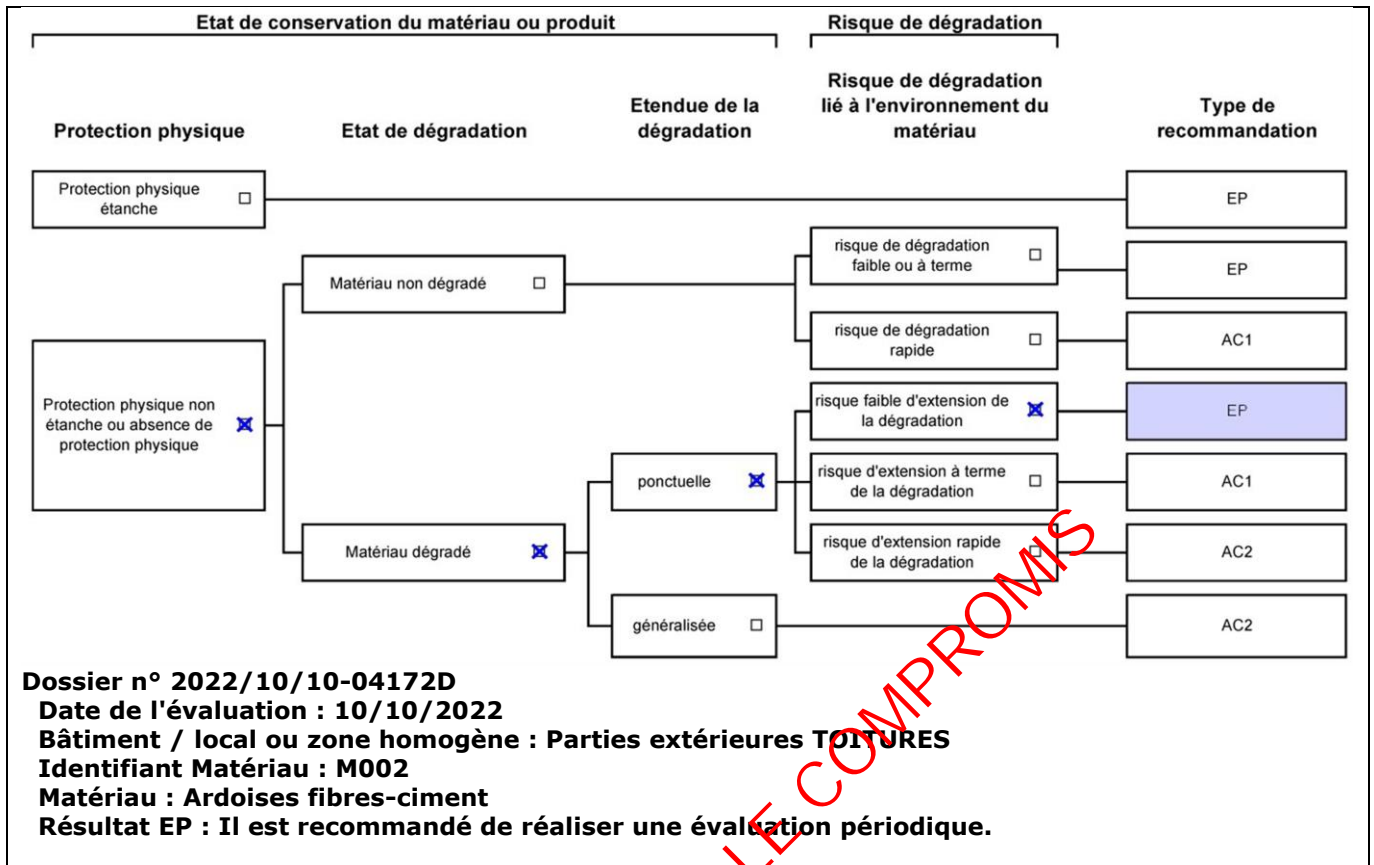 Etat de conservation du matériau ou produit
Risque de dégradation
Protection physique
Etat de dégradation
Etendue de la
dégradation
Risque de dégradation
lié à l'environnement du
matériau
Type de
recommandation
Protection physique
étanche
EP
Matériau non dégradé
risque de dégradation
faible ou à terme
EP
risque de dégradation
rapide
AC1
Protection physique non
étanche ou absence de
protection physique
risque faible d'extension de
la dégradation
EP
ponctuelle
risque d'extension à terme
de la dégradation
AC1
Matériau dégradé
risque d'extension rapide
de la dégradation
AC2
généralisée
AC2
Dossier n° 2022/10/10-04172D
Date de l'évaluation : 10/10/2022
Bâtiment / local ou zone homogène : Parties extérieures TOITURES
Identifiant Matériau : M002
Matériau : Ardoises fibres-ciment
Résultat EP : Il est recommandé de réaliser une évaluation périodique.
LE COMPROMIS